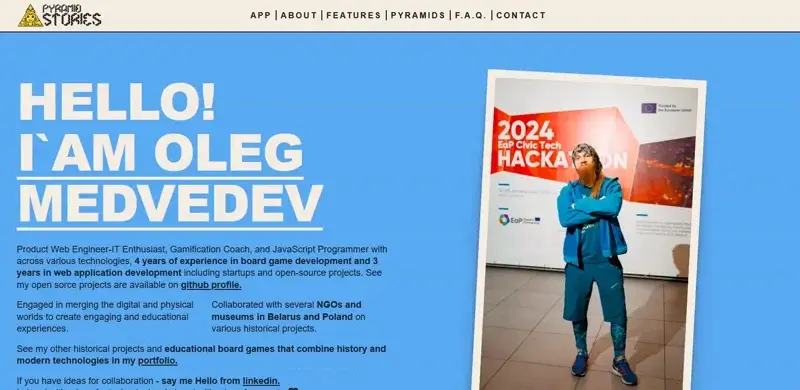 PYRAMID
STORIES
APP | ABOUT | FEATURES | PYRAMIDS | F.A.Q. | CONTACT
HELLO!
I`AM OLEG
MEDVEDEV
Product Web Engineer-IT Enthusiast, Gamification Coach, and JavaScript Programmer with
across various technologies, 4 years of experience in board game development and 3
years in web application development including startups and open-source projects. See
my open sorce projects are available on github profile.
Engaged in merging the digital and physical
worlds to create engaging and educational
experiences.
Collaborated with several NGOs and
museums in Belarus and Poland on
various historical projects.
See my other historical projects and educational board games that combine history and
modern technologies in my portfolio.
If you have ideas for collaboration - say me Hello from linkedin.
2024
EaP Civic Tech
HACKATHON
Funded by
the European Union
EaP